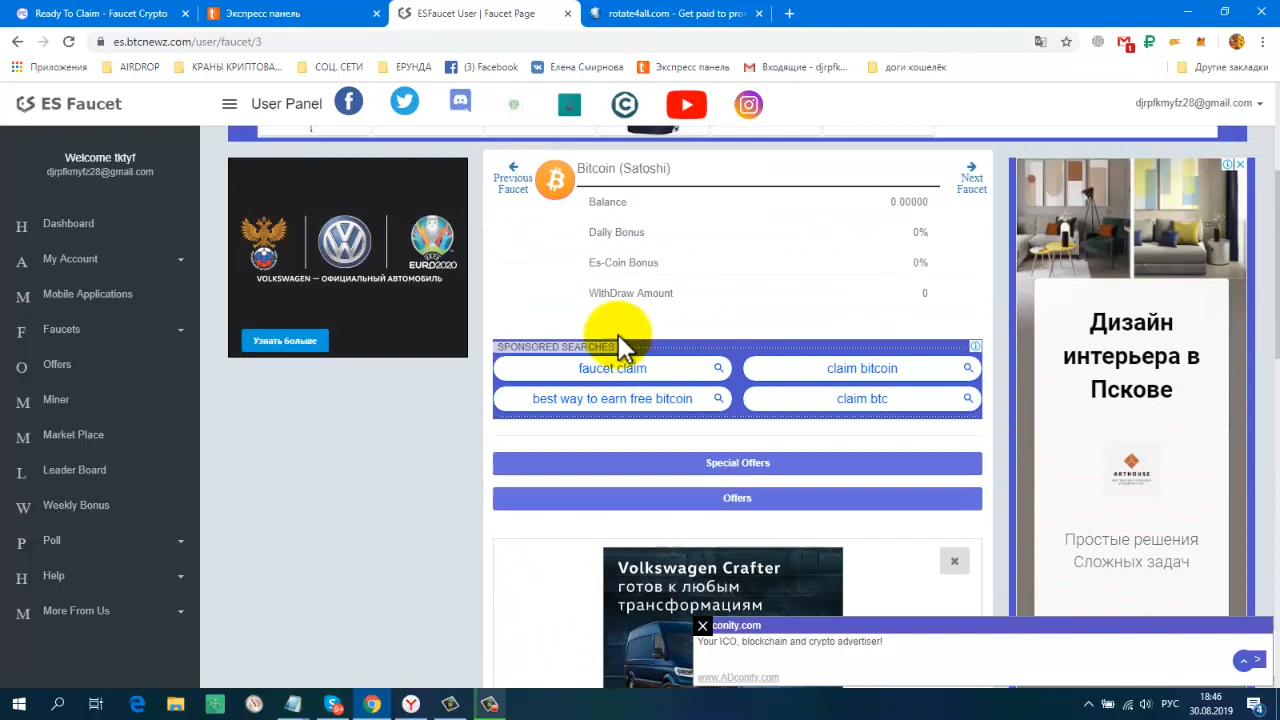 Ready To Claim - Faucet Crypto
Экспресс панель
ESFaucet User | Faucet Page
rotate4all.com - Get paid to pro
es.btcnewz.com/user/faucet/3
Приложения
AIRDROP
КРАНЫ КРИПТОВА...
СОЦ. СЕТИ
ЕРУНДА
(3) Facebook
Елена Смирнова
Экспресс панель
Входящие - djrpfk...
доги кошелёк
Другие закладки
ES Faucet
User Panel
djrpfkmyfz28@gmail.com
Welcome tktyf
djrpfkmyfz28@gmail.com
H Dashboard
A My Account
M Mobile Applications
F Faucets
O Offers
M Miner
M Market Place
L Leader Board
W Weekly Bonus
P Poll
H Help
M More From Us
VOLKSWAGEN — ОФИЦИАЛЬНЫЙ АВТОМОБИЛЬ
EURO2020
Узнать больше
Previous
Faucet
Bitcoin (Satoshi)
Next
Faucet
Balance 0.00000
Daily Bonus 0%
Es-Coin Bonus 0%
WithDraw Amount 0
SPONSORED SEARCHES
faucet claim
claim bitcoin
best way to earn free bitcoin
claim btc
Special Offers
Offers
Volkswagen Crafter
готов к любым
трансформациям
Дизайн
интерьера в
Пскове
ARTHOUSE
Простые решения
Сложных задач
conity.com
Your ICO, blockchain and crypto advertiser!
www.ADconity.com
РУС
18:46
30.08.2019